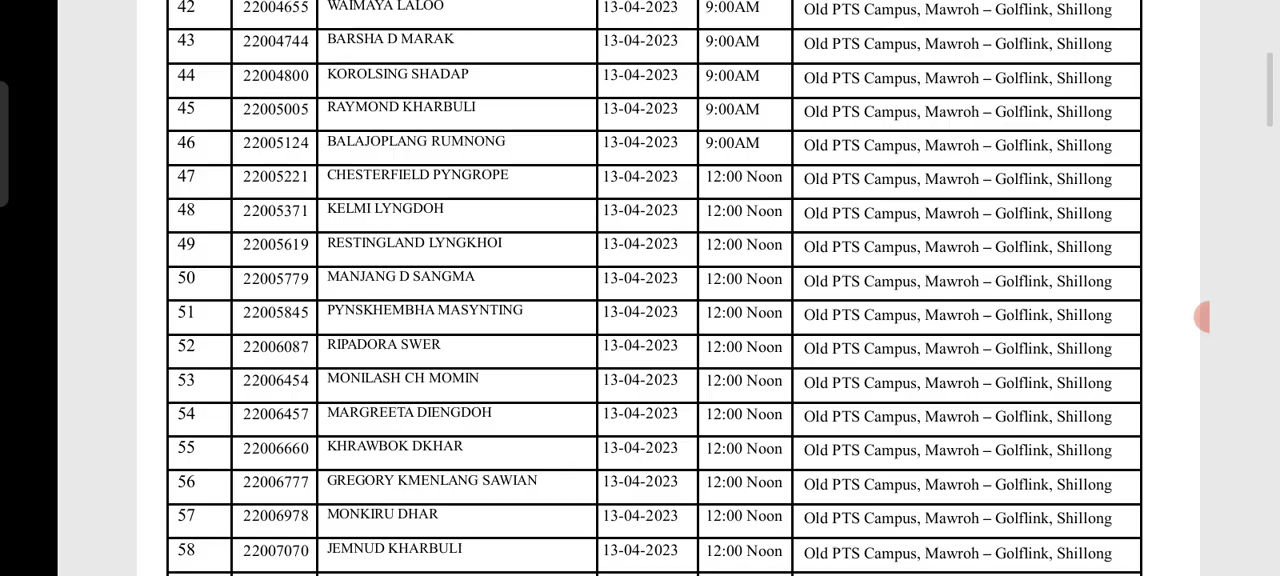 42 22004655 WAIMAYA LALOO 13-04-2023 9:00AM Old PTS Campus, Mawroh – Golflink, Shillong
43 22004744 BARSHA D MARAK 13-04-2023 9:00AM Old PTS Campus, Mawroh – Golflink, Shillong
44 22004800 KOROLSING SHADAP 13-04-2023 9:00AM Old PTS Campus, Mawroh – Golflink, Shillong
45 22005005 RAYMOND KHARBULI 13-04-2023 9:00AM Old PTS Campus, Mawroh – Golflink, Shillong
46 22005124 BALAJOPLANG RUMNONG 13-04-2023 9:00AM Old PTS Campus, Mawroh – Golflink, Shillong
47 22005221 CHESTERFIELD PYNGROPE 13-04-2023 12:00 Noon Old PTS Campus, Mawroh – Golflink, Shillong
48 22005371 KELMI LYNGDOH 13-04-2023 12:00 Noon Old PTS Campus, Mawroh – Golflink, Shillong
49 22005619 RESTINGLAND LYNGKHOI 13-04-2023 12:00 Noon Old PTS Campus, Mawroh – Golflink, Shillong
50 22005779 MANJANG D SANGMA 13-04-2023 12:00 Noon Old PTS Campus, Mawroh – Golflink, Shillong
51 22005845 PYNSKHEMBHA MASYNTING 13-04-2023 12:00 Noon Old PTS Campus, Mawroh – Golflink, Shillong
52 22006087 RIPADORA SWER 13-04-2023 12:00 Noon Old PTS Campus, Mawroh – Golflink, Shillong
53 22006454 MONILASH CH MOMIN 13-04-2023 12:00 Noon Old PTS Campus, Mawroh – Golflink, Shillong
54 22006457 MARGREETA DIENGDOH 13-04-2023 12:00 Noon Old PTS Campus, Mawroh – Golflink, Shillong
55 22006660 KHRAWBOK DKHAR 13-04-2023 12:00 Noon Old PTS Campus, Mawroh – Golflink, Shillong
56 22006777 GREGORY KMENLANG SAWIAN 13-04-2023 12:00 Noon Old PTS Campus, Mawroh – Golflink, Shillong
57 22006978 MONKIRU DHAR 13-04-2023 12:00 Noon Old PTS Campus, Mawroh – Golflink, Shillong
58 22007070 JEMNUD KHARBULI 13-04-2023 12:00 Noon Old PTS Campus, Mawroh – Golflink, Shillong